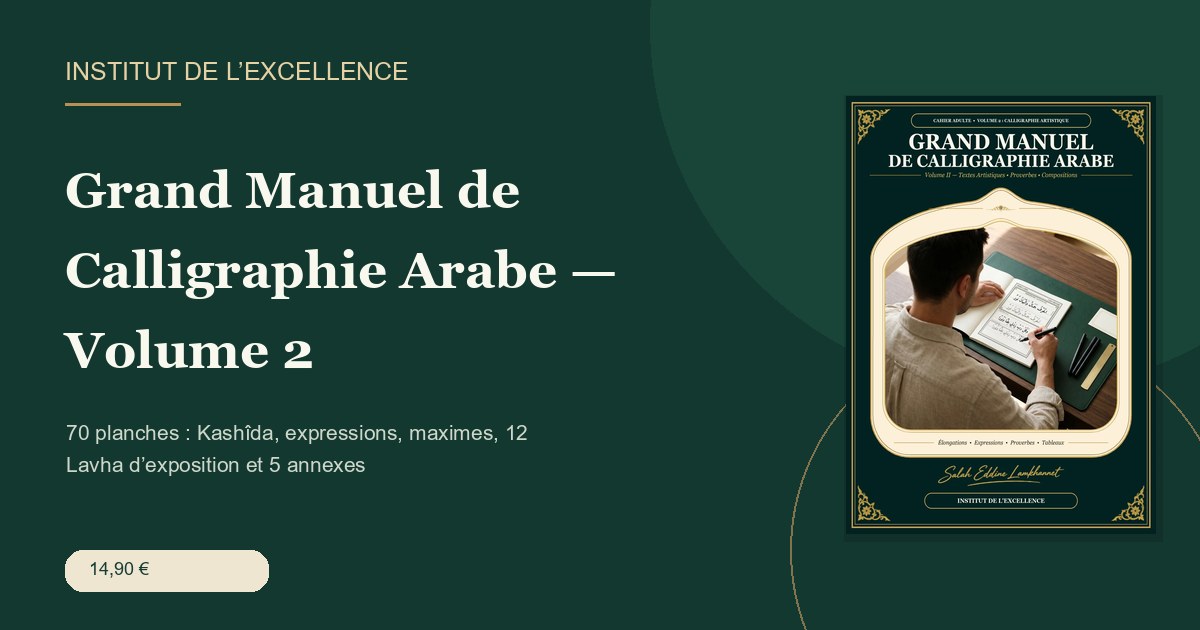 INSTITUT DE L’EXCELLENCE
Grand Manuel de
Calligraphie Arabe —
Volume 2
70 planches : Kashîda, expressions, maximes, 12
Lavha d’exposition et 5 annexes
14,90 €
CAHIER ADULTE • VOLUME 2 : CALLIGRAPHIE ARTISTIQUE
GRAND MANUEL
DE CALLIGRAPHIE ARABE
Volume II — Textes Artistiques • Proverbes • Compositions
Élongations • Expressions • Proverbes • Tableaux
Salah Eddine Lamkhannet
INSTITUT DE L’EXCELLENCE